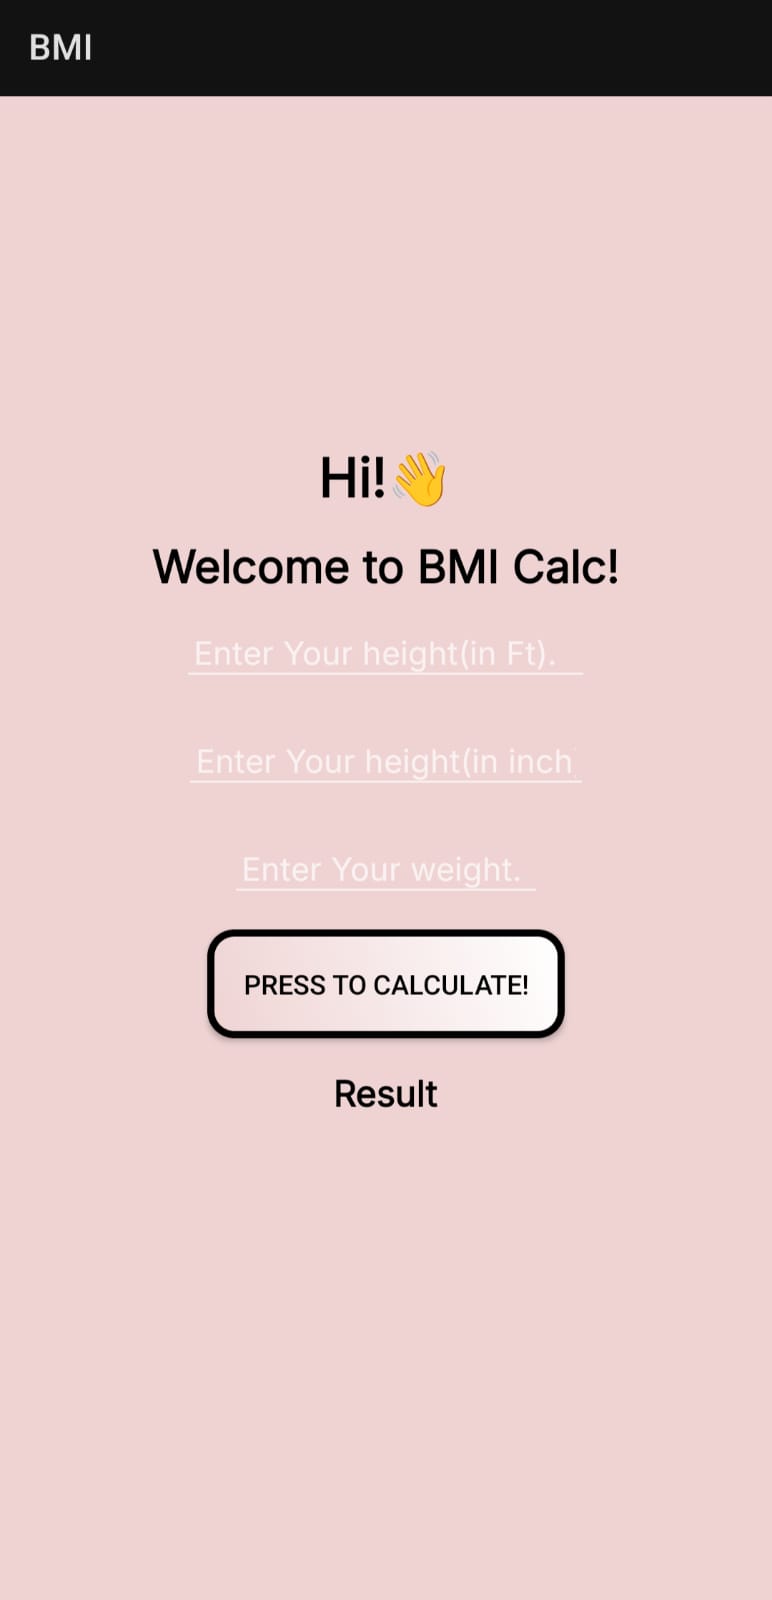 BMI
Hi!👋
Welcome to BMI Calc!
Enter Your height(in Ft).
Enter Your height(in inch
Enter Your weight.
PRESS TO CALCULATE!
Result